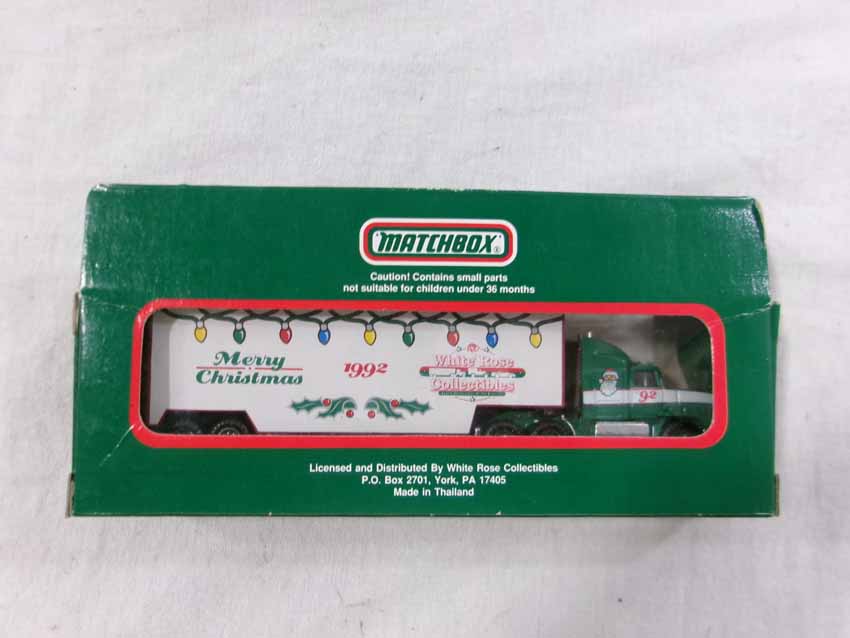 MATCHBOX®
Caution! Contains small parts
not suitable for children under 36 months
Merry
Christmas
1992
White Rose
Collectibles
92
Licensed and Distributed By White Rose Collectibles
P.O. Box 2701, York, PA 17405
Made in Thailand